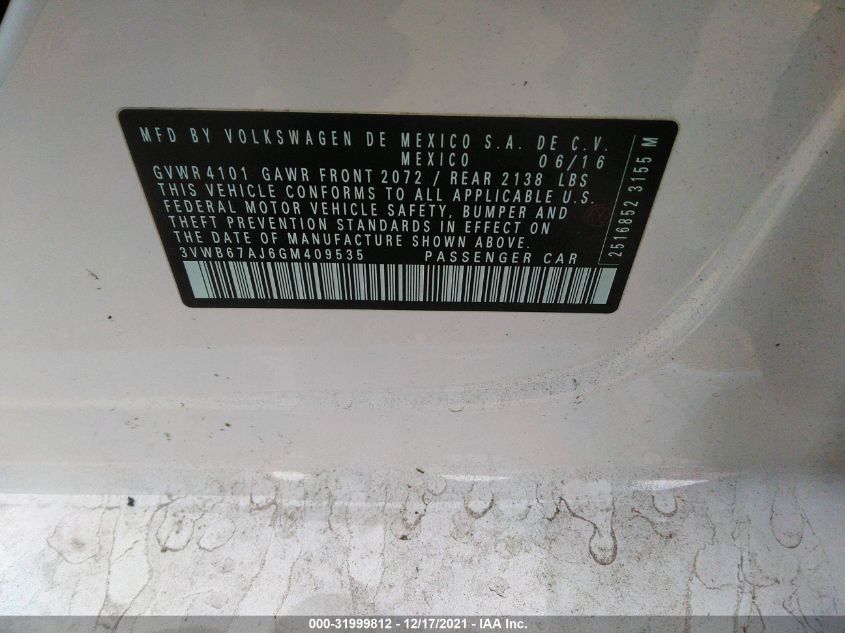 MFD BY VOLKSWAGEN DE MEXICO S.A. DE C.V.
MEXICO 06/16
GVWR 4101 GAWR FRONT 2072 / REAR 2138 LBS
THIS VEHICLE CONFORMS TO ALL APPLICABLE U.S.
FEDERAL MOTOR VEHICLE SAFETY, BUMPER AND
THEFT PREVENTION STANDARDS IN EFFECT ON
THE DATE OF MANUFACTURE SHOWN ABOVE.
3VWB67AJ6GM409535 PASSENGER CAR
2516852 3155 M
000-31999812 - 12/17/2021 - IAA Inc.